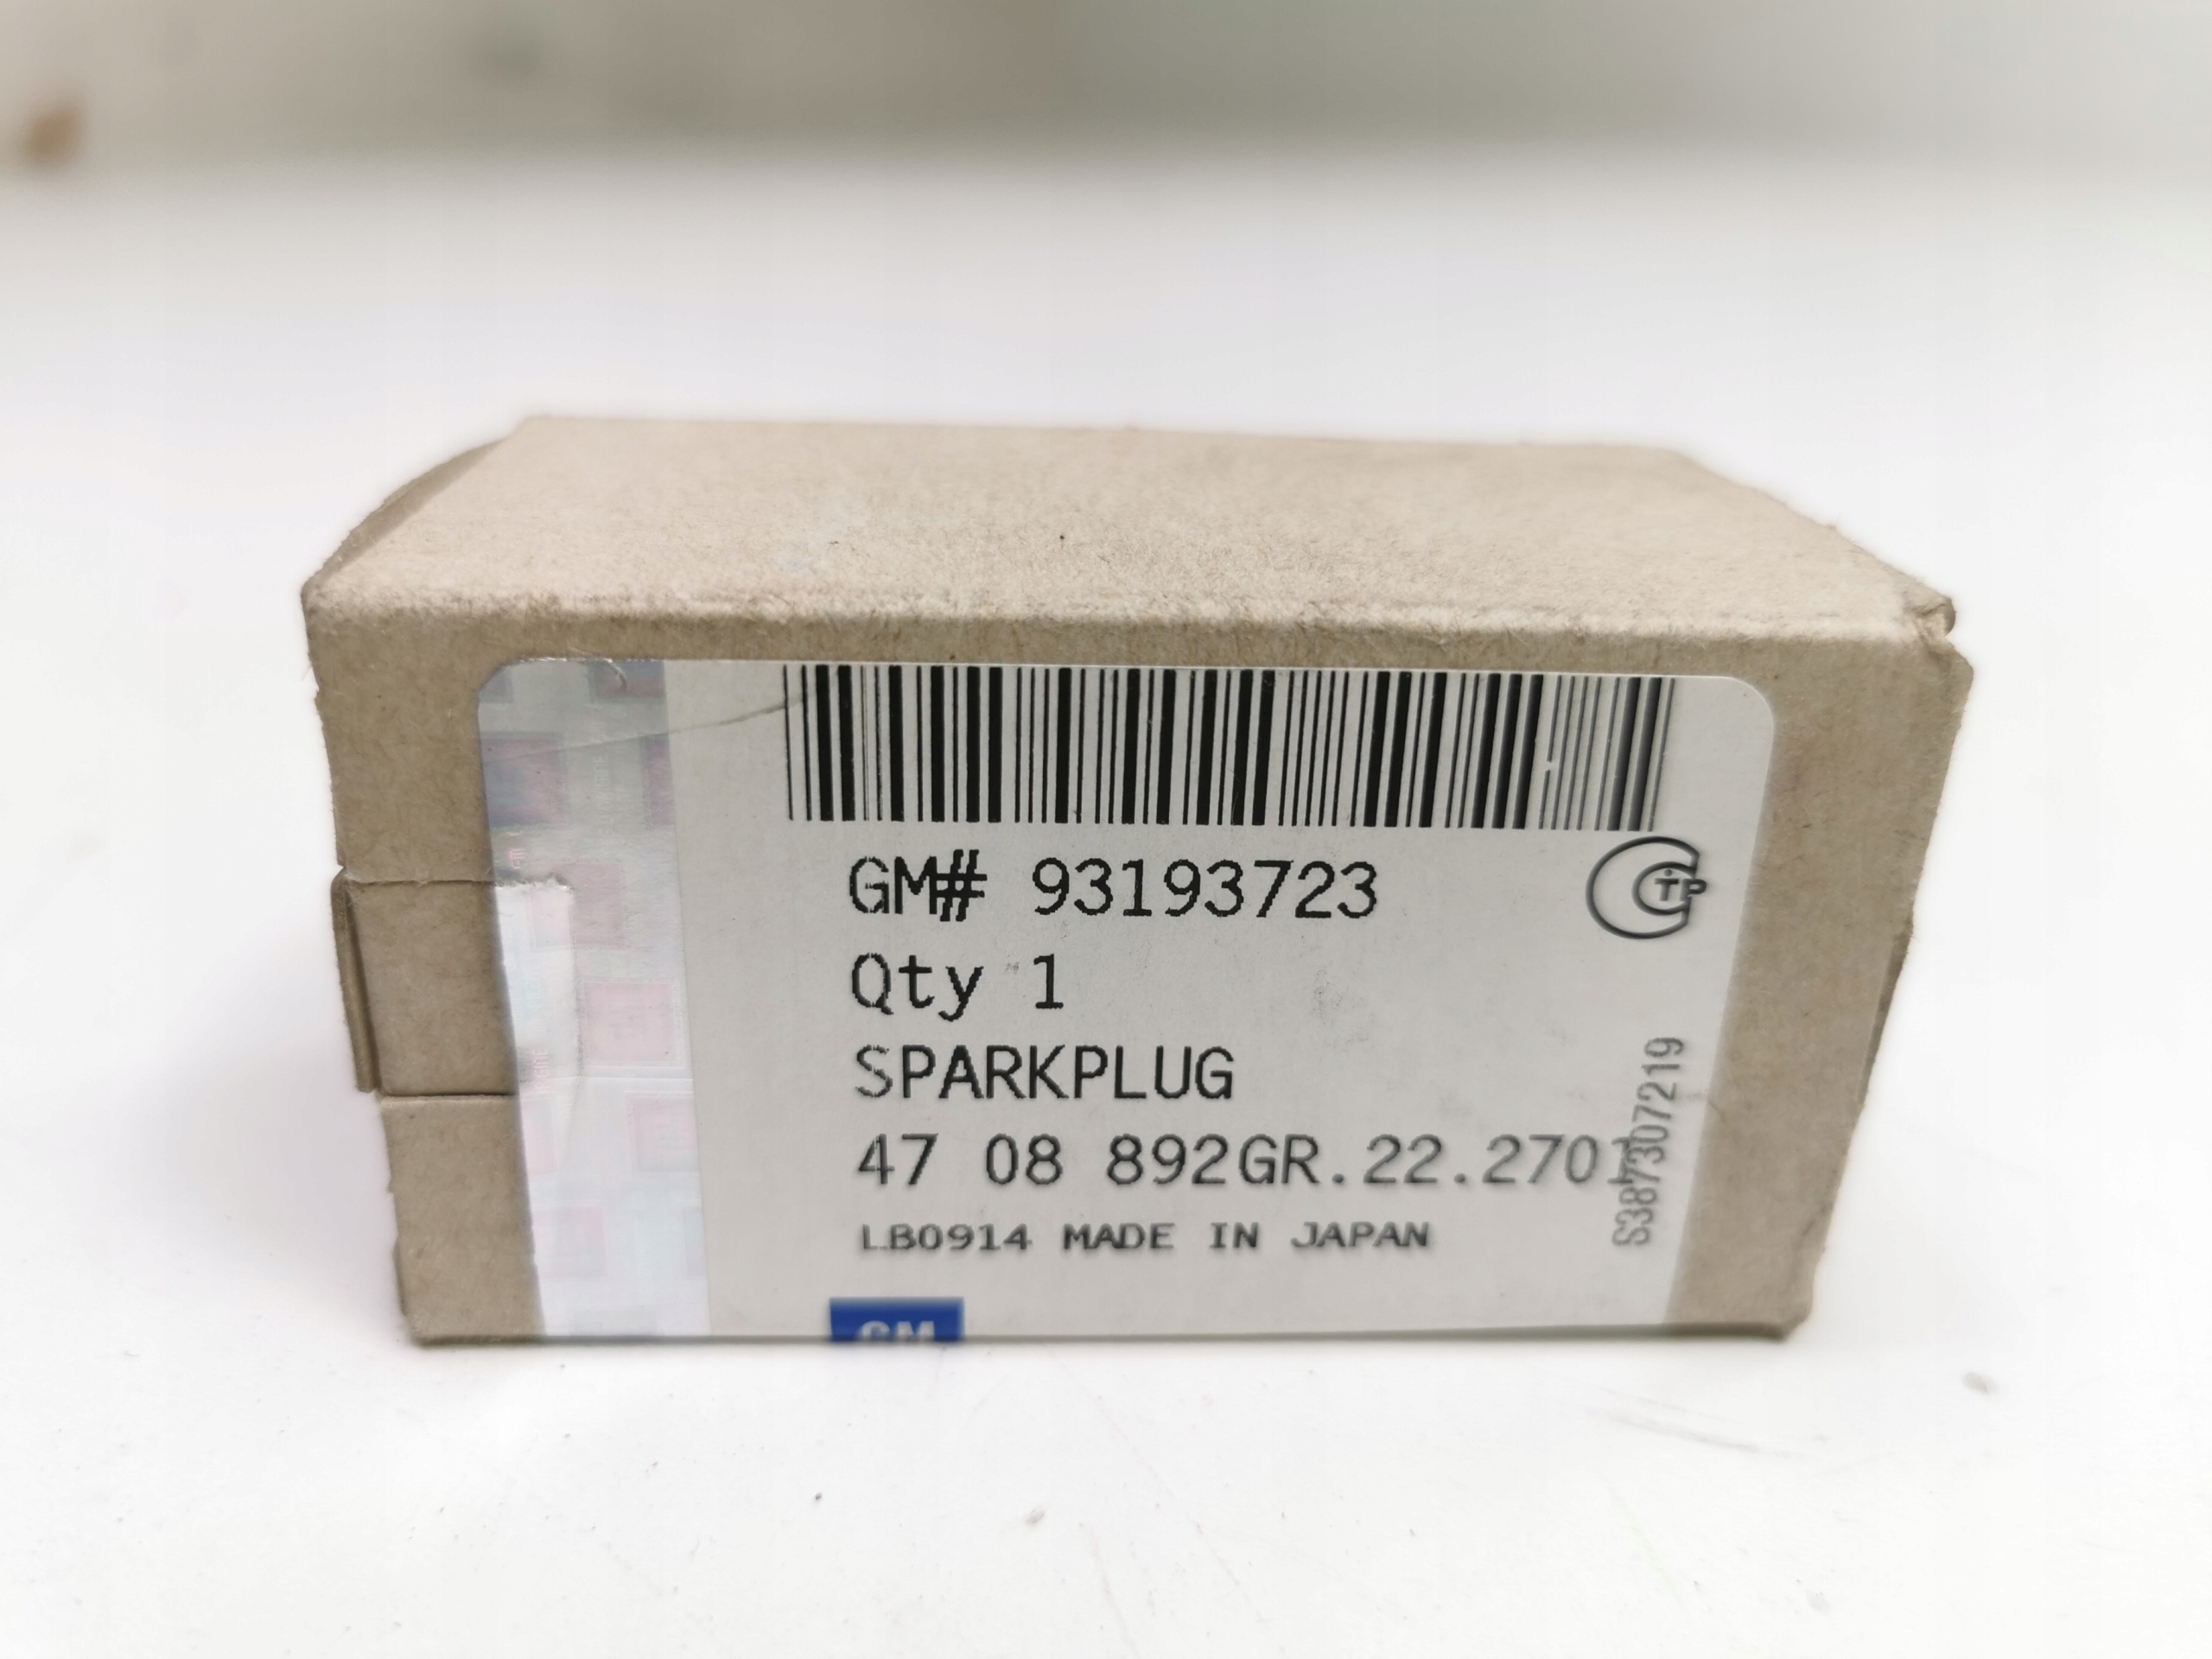 GM# 93193723
Qty 1
SPARKPLUG
47 08 892GR.22.2701
LB0914 MADE IN JAPAN
S387307219
GM